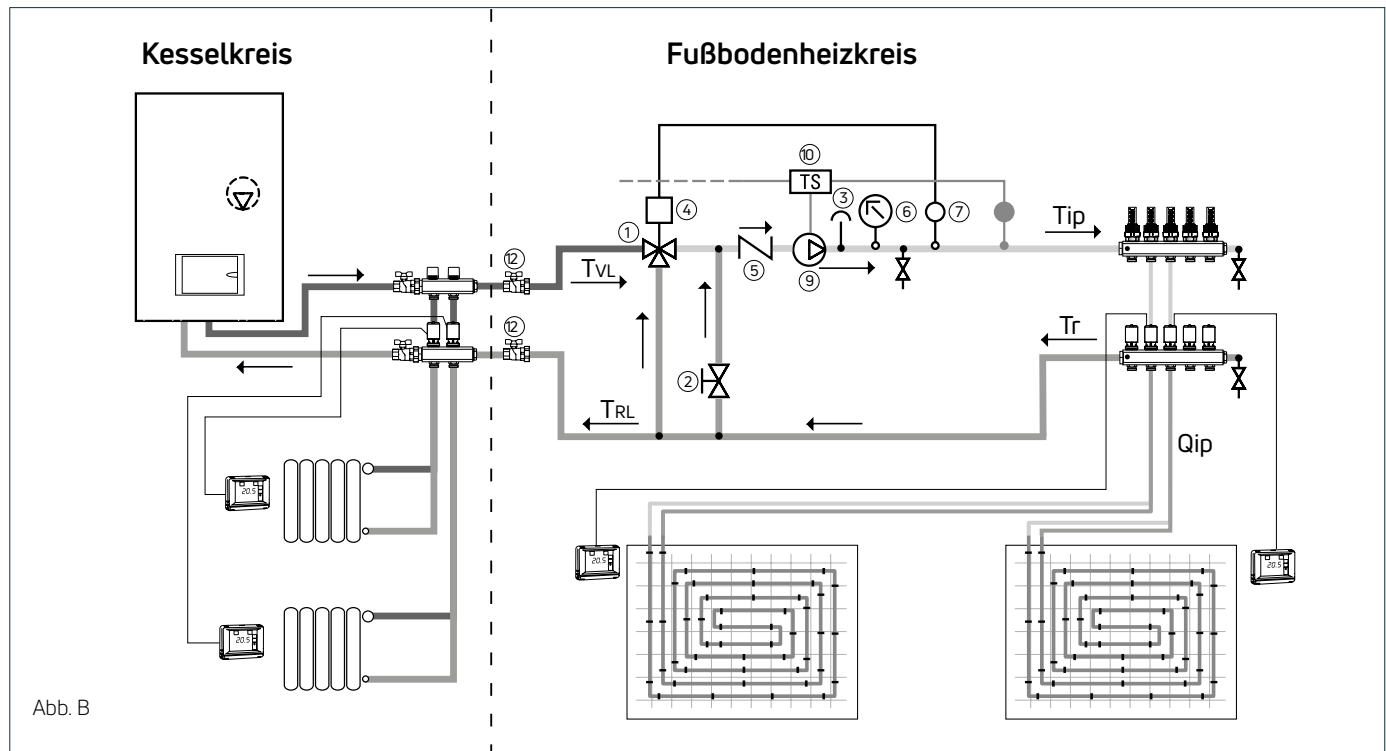 Kesselkreis
Fußbodenheizkreis
⑩
TS
④
③
⑥
⑦
①
Tip
⑫
TVL
⑤
⑨
⑫
Tr
②
TRL
Qip
20.5
20.5
20.5
20.5
Abb. B